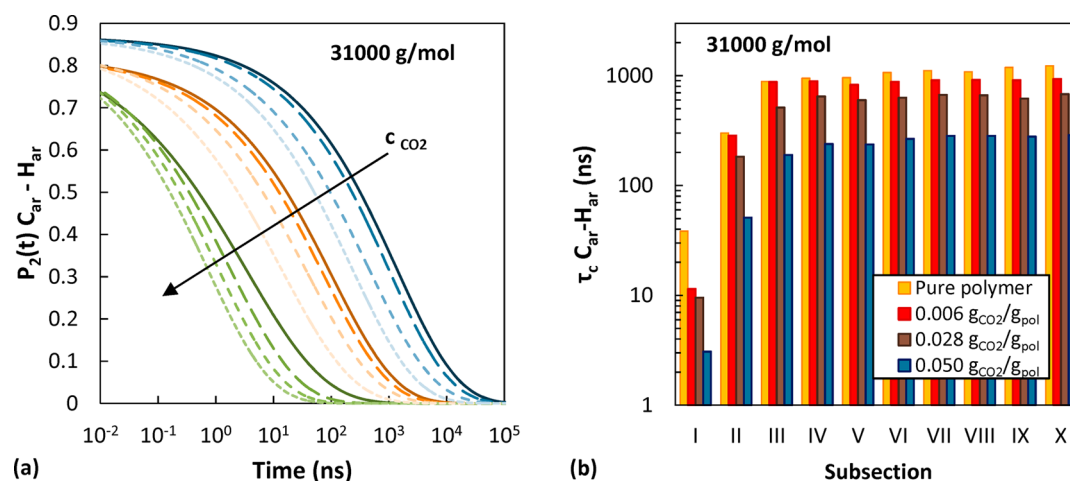 31000 g/mol
c CO2
P2(t) Car - Har
0.9
0.8
0.7
0.6
0.5
0.4
0.3
0.2
0.1
0
10-2 10-1 100 101 102 103 104 105
Time (ns)
(a)
31000 g/mol
τc Car-Har (ns)
1000
100
10
1
Pure polymer
0.006 gCO2/gpol
0.028 gCO2/gpol
0.050 gCO2/gpol
I II III IV V VI VII VIII IX X
Subsection
(b)